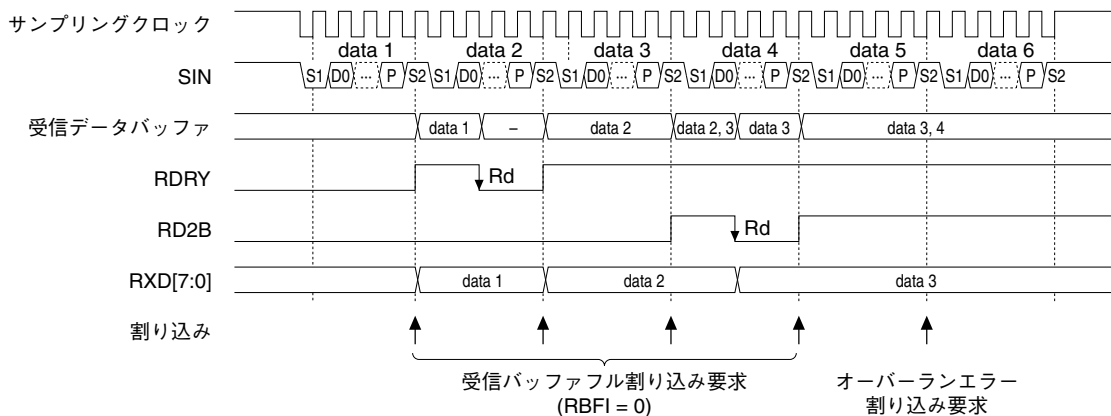 サンプリングクロック
data 1 data 2 data 3 data 4 data 5 data 6
SIN S1 D0 ... P S2 S1 D0 ... P S2 S1 D0 ... P S2 S1 D0 ... P S2 S1 D0 ... P S2 S1 D0 ... P S2
受信データバッファ data 1 – data 2 data 2, 3 data 3 data 3, 4
RDRY Rd
RD2B Rd
RXD[7:0] data 1 data 2 data 3
割り込み
受信バッファフル割り込み要求
(RBFI = 0)
オーバーランエラー
割り込み要求